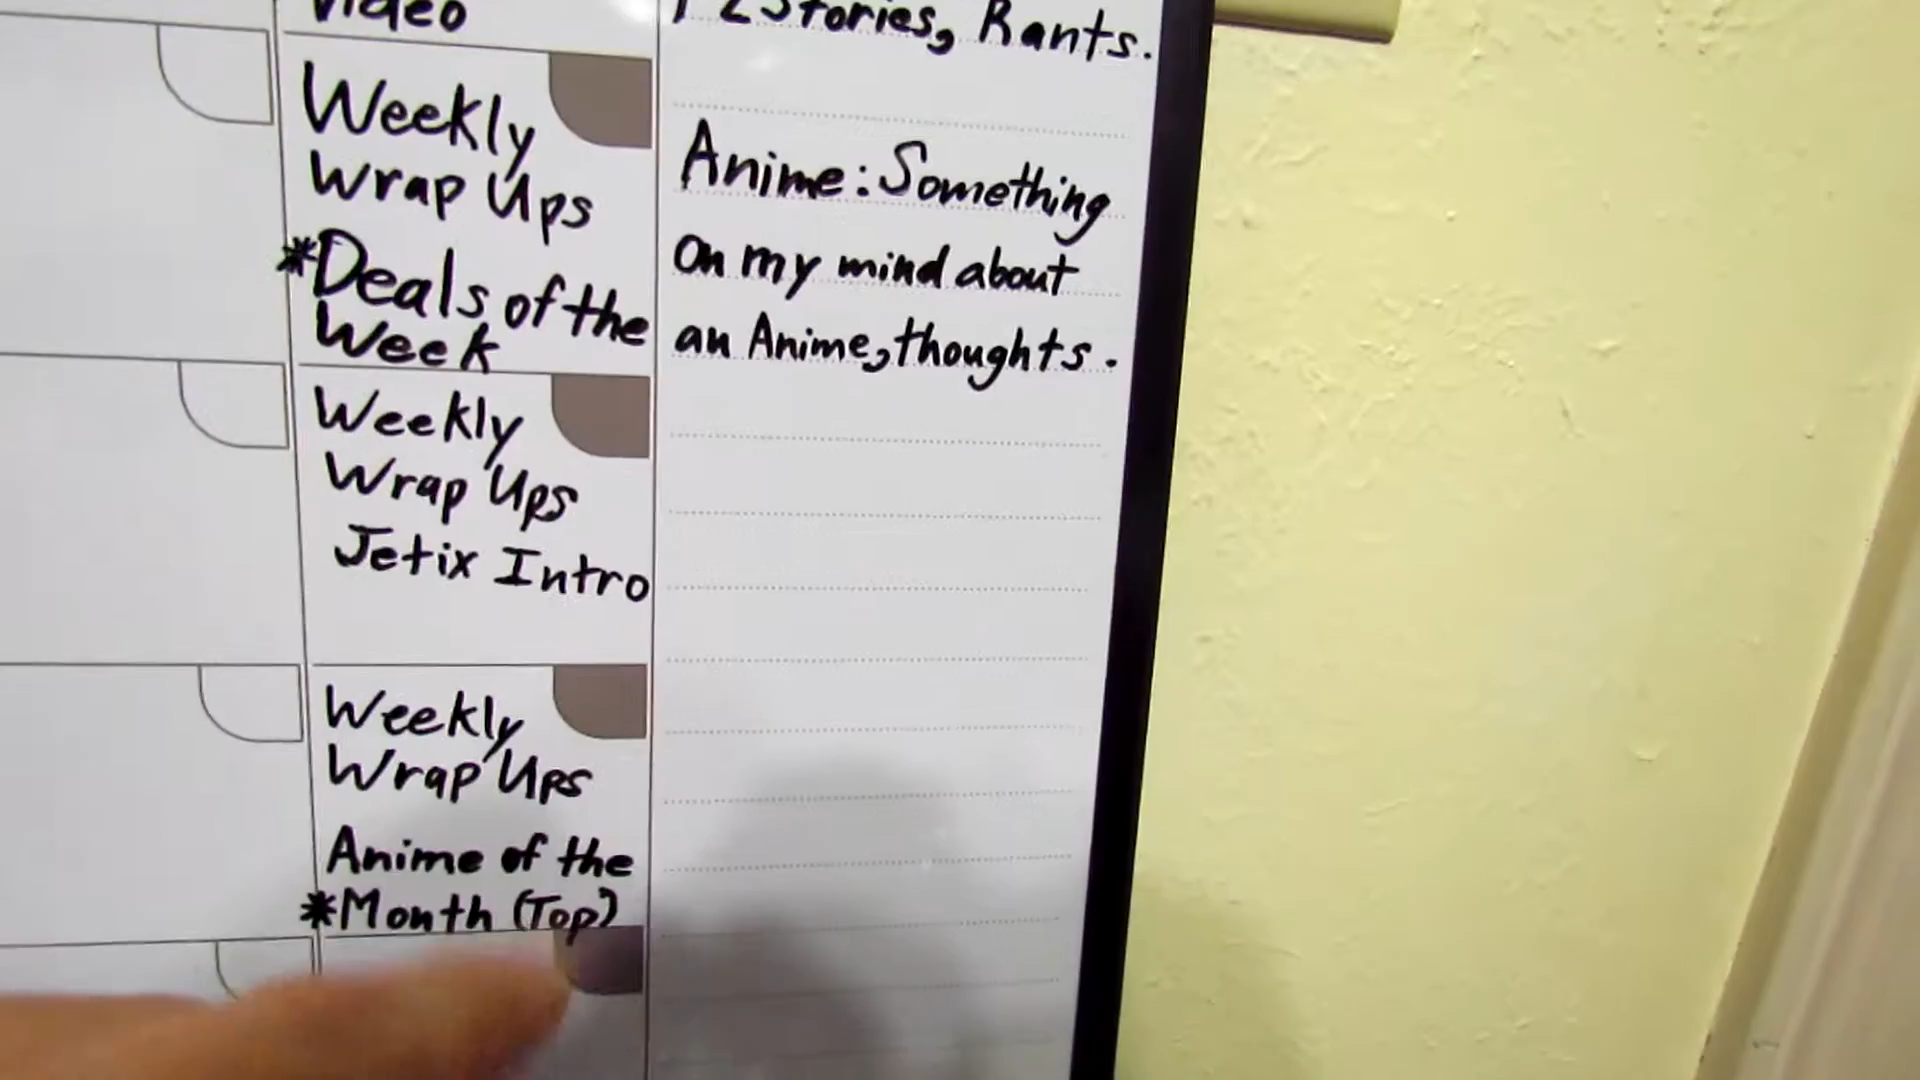 Video
Weekly
Wrap Ups
*Deals of the
Week
Weekly
Wrap Ups
Jetix Intro
Weekly
Wrap Ups
Anime of the
*Month (Top)
Stories, Rants.
Anime: Something
on my mind about
an Anime, thoughts.